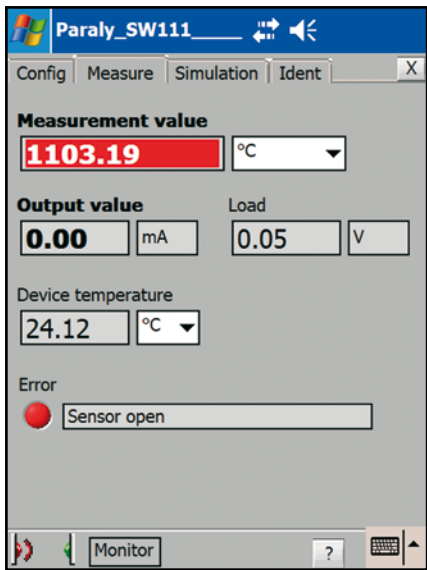 Paraly_SW111____
Config Measure Simulation Ident X
Measurement value
1103.19 °C
Output value Load
0.00 mA 0.05 V
Device temperature
24.12 °C
Error
Sensor open
Monitor ?